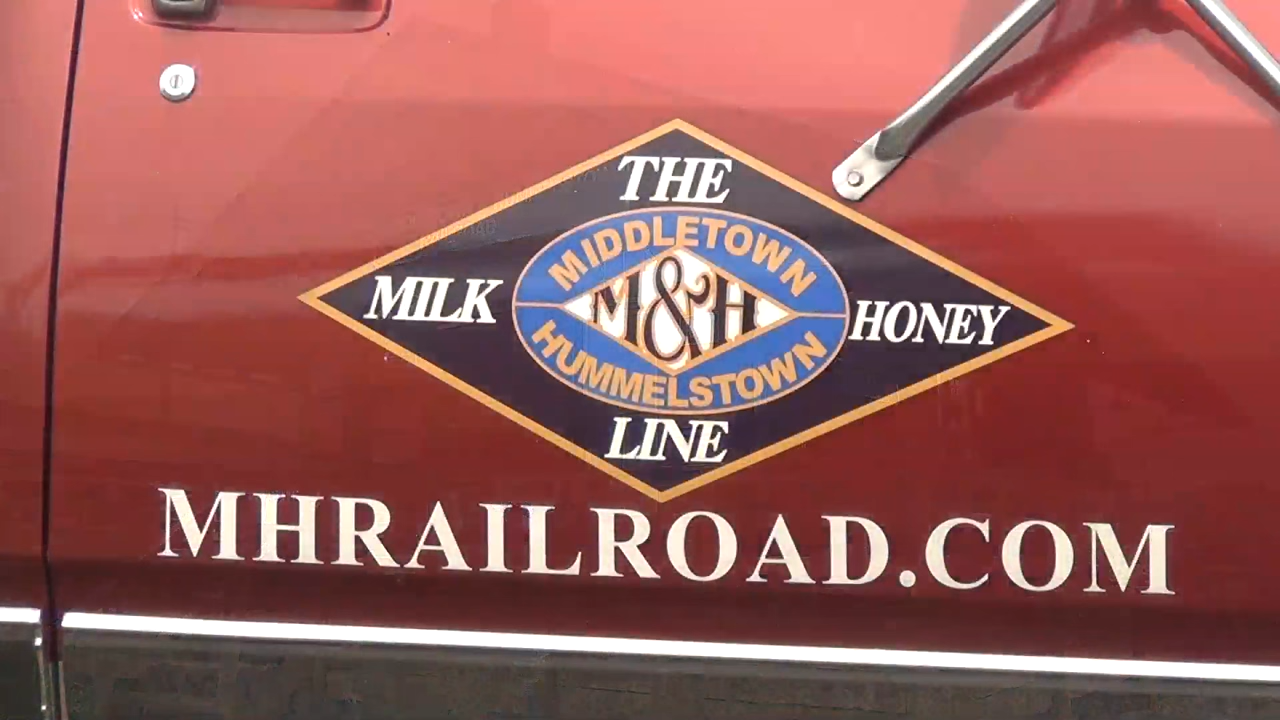 THE
MIDDLETOWN
MILK M&H HONEY
HUMMELSTOWN
LINE
MHRAILROAD.COM